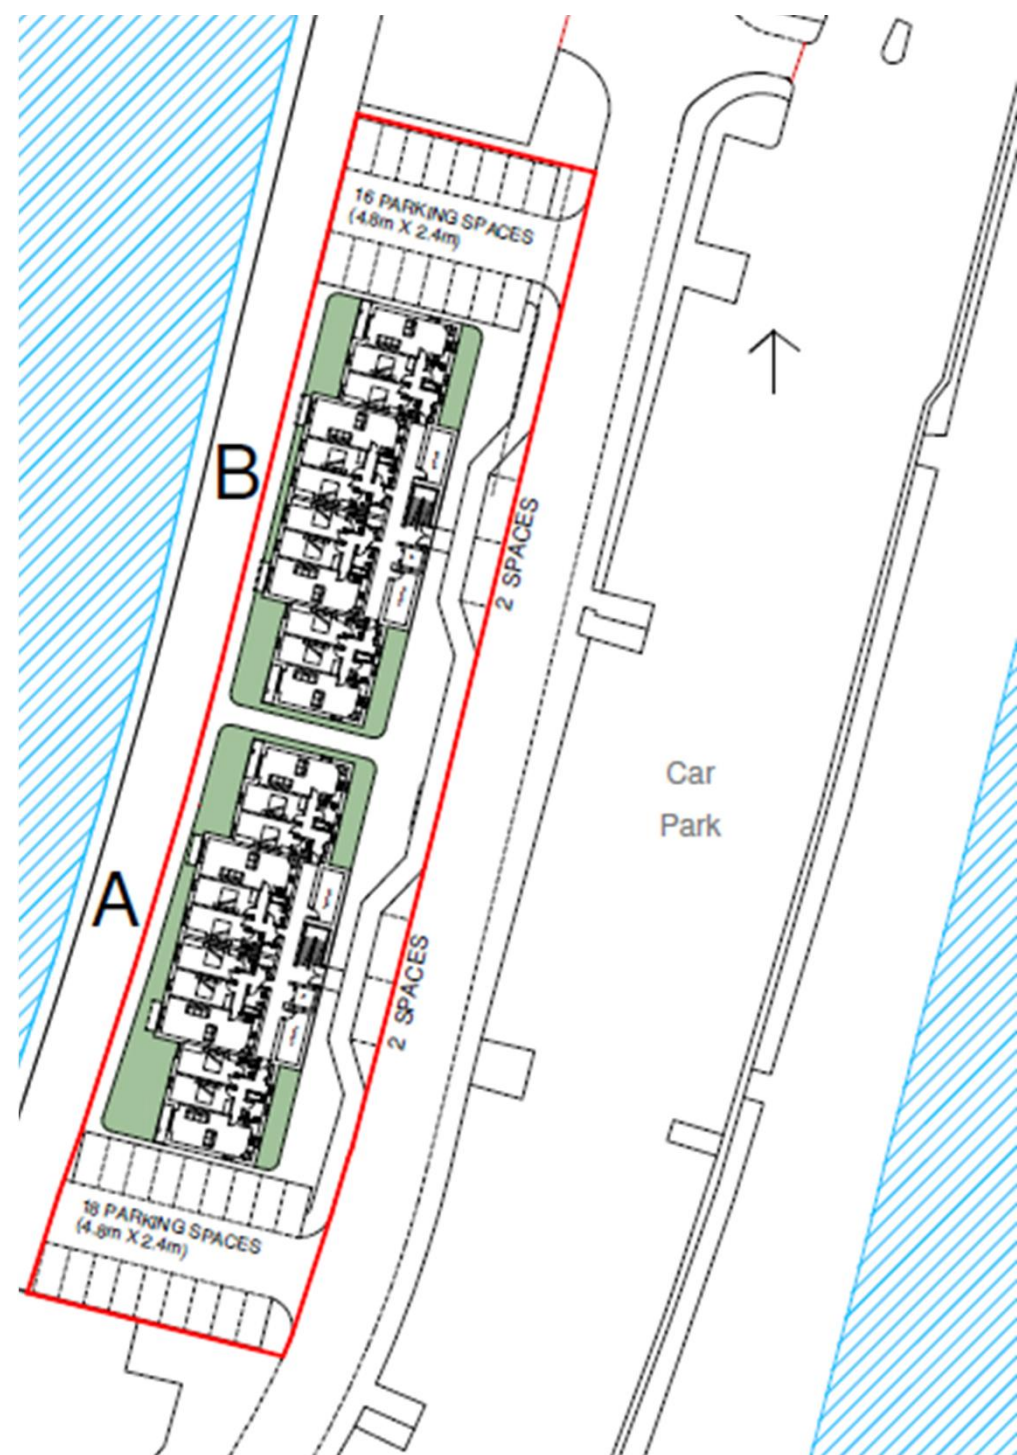 16 PARKING SPACES
(4.8m X 2.4m)
B
2 SPACES
Car
Park
A
2 SPACES
18 PARKING SPACES
(4.8m X 2.4m)